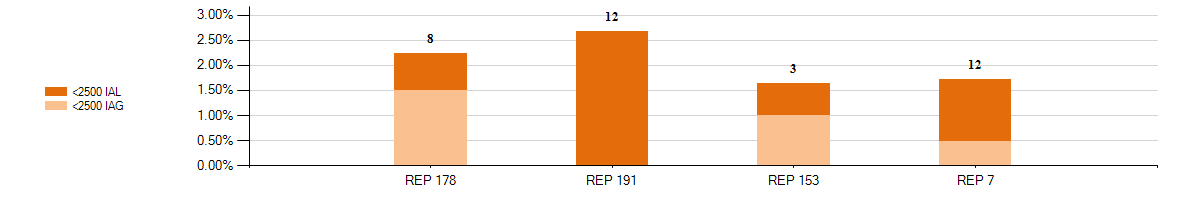 3.00%
2.50%
2.00%
1.50%
1.00%
0.50%
0.00%
8
12
3
12
REP 178
REP 191
REP 153
REP 7
<2500 IAL
<2500 IAG